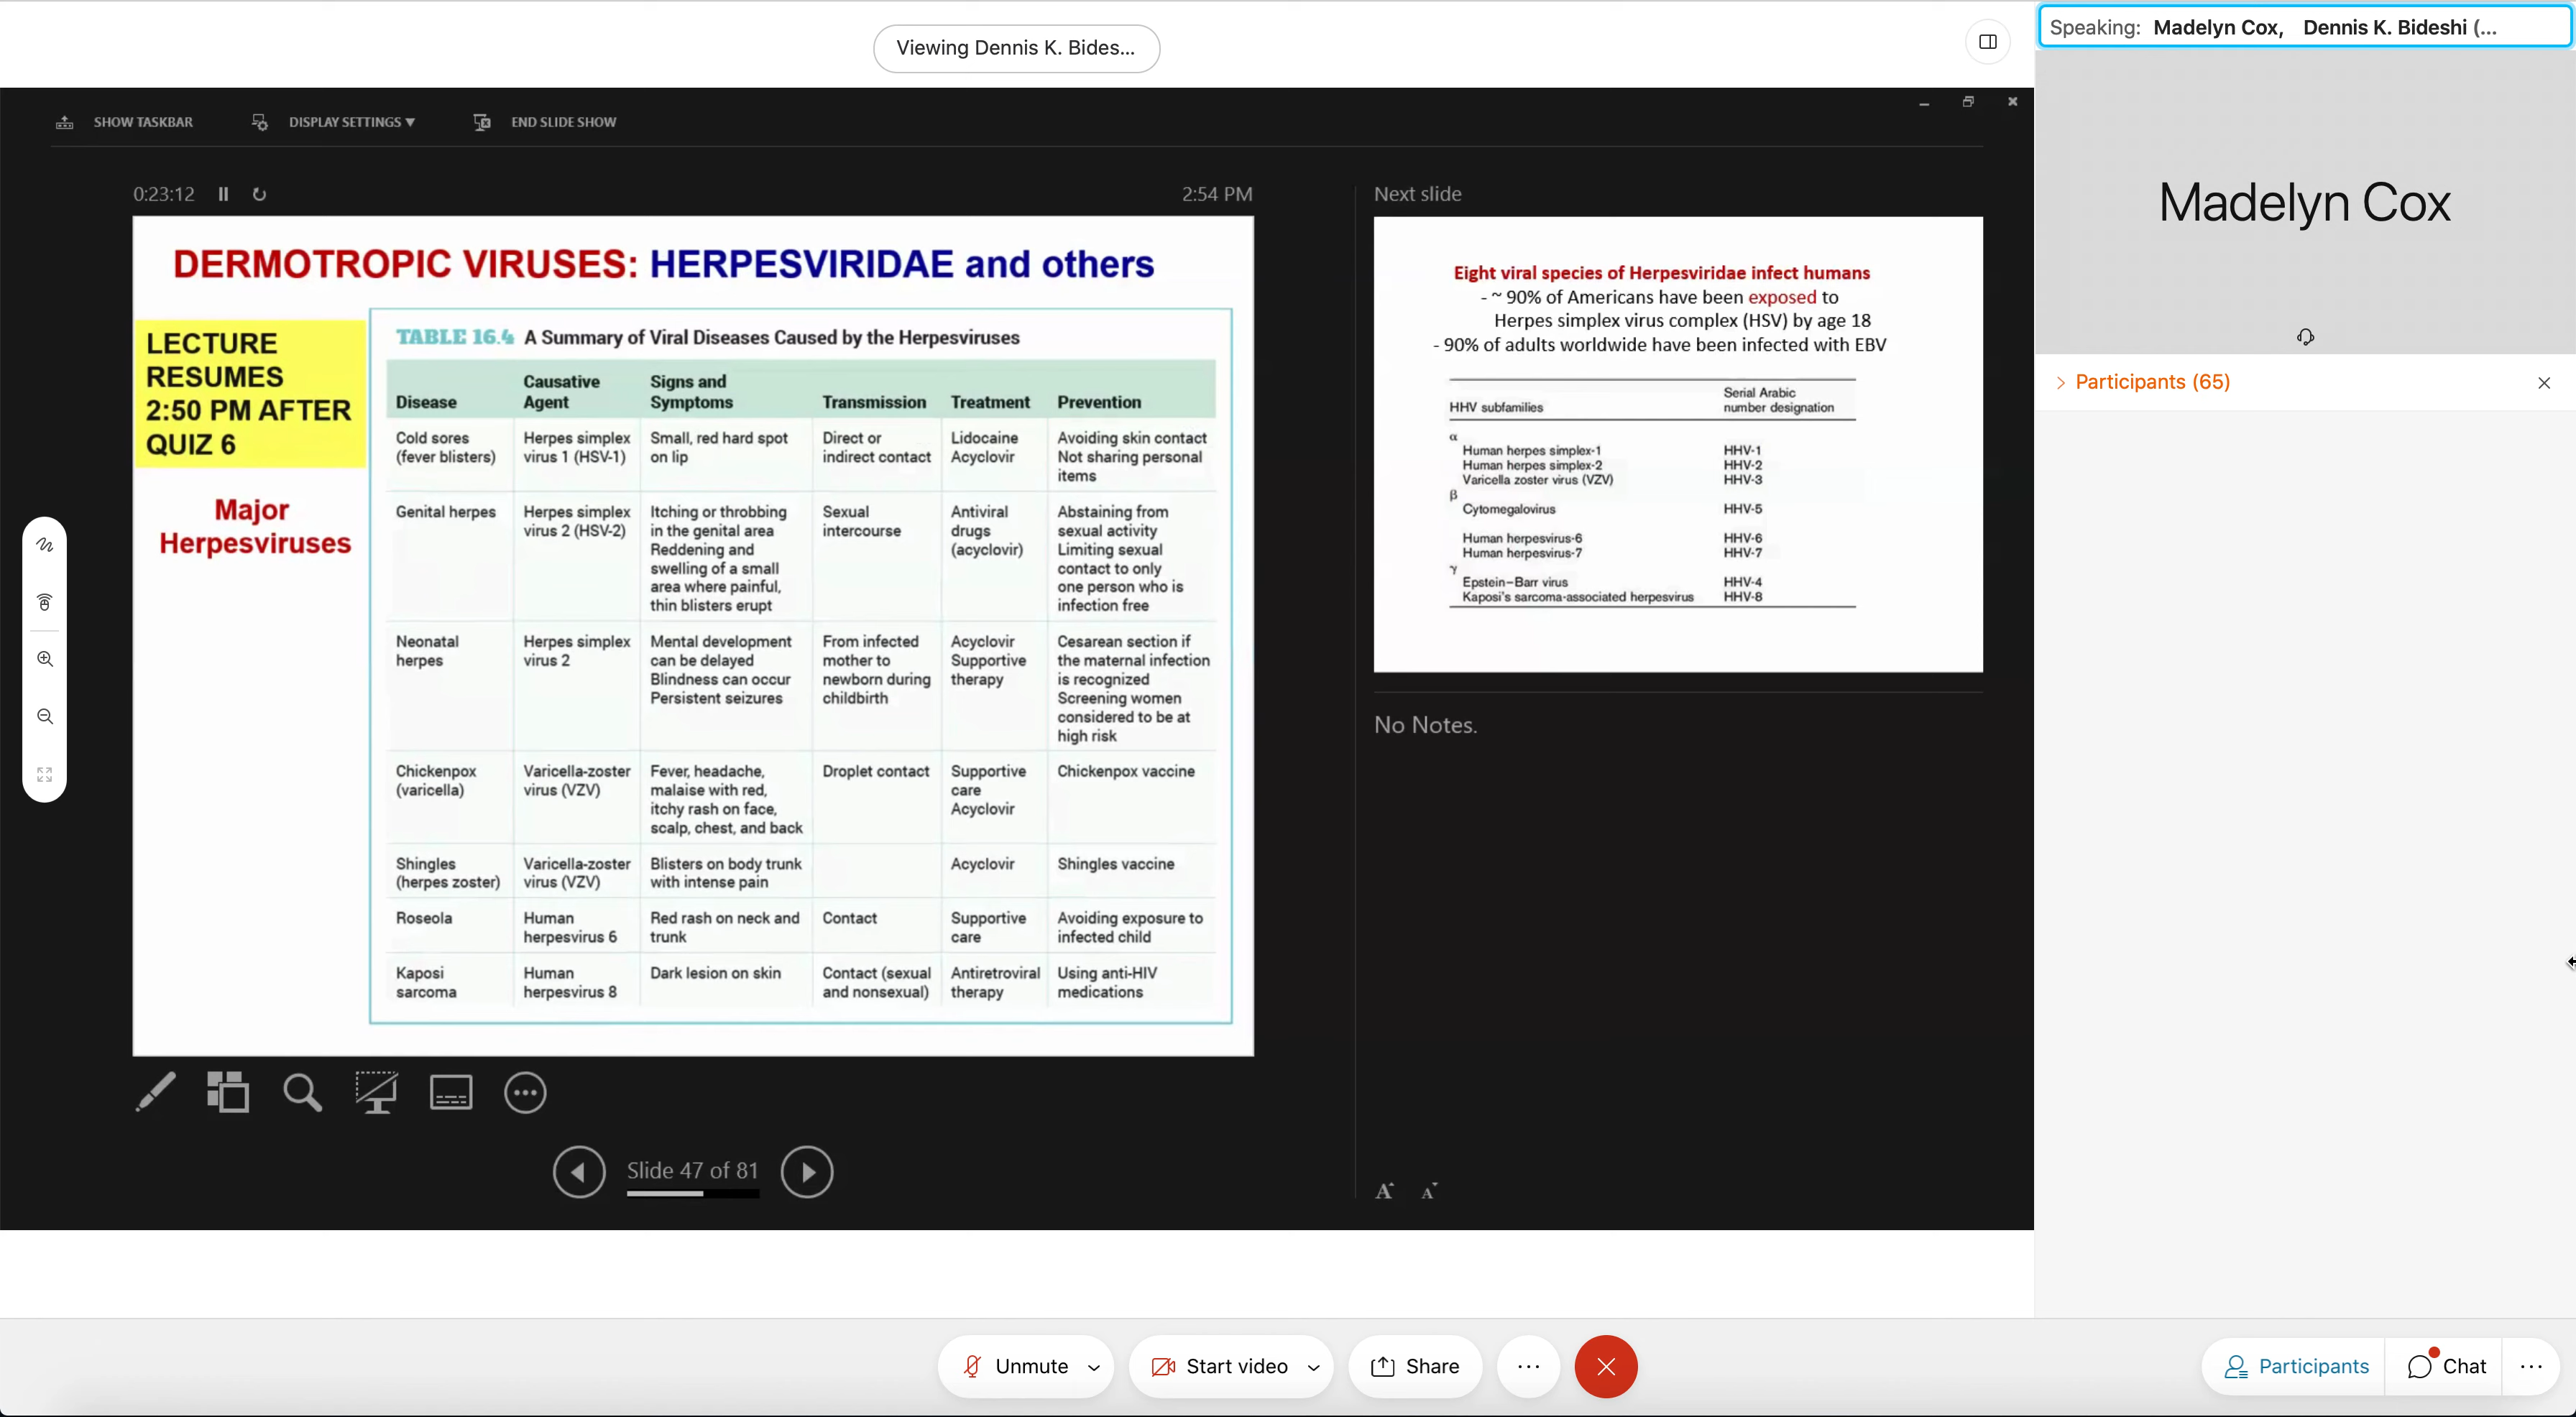 Viewing Dennis K. Bides...
Speaking: Madelyn Cox, Dennis K. Bideshi (...
Madelyn Cox
Participants (65)
SHOW TASKBAR
DISPLAY SETTINGS ▼
END SLIDE SHOW
0:23:12
2:54 PM
DERMOTROPIC VIRUSES: HERPESVIRIDAE and others
LECTURE
RESUMES
2:50 PM AFTER
QUIZ 6
Major
Herpesviruses
TABLE 16.4 A Summary of Viral Diseases Caused by the Herpesviruses
Disease
Causative
Agent
Signs and
Symptoms
Transmission
Treatment
Prevention
Cold sores
(fever blisters)
Herpes simplex
virus 1 (HSV-1)
Small, red hard spot
on lip
Direct or
indirect contact
Lidocaine
Acyclovir
Avoiding skin contact
Not sharing personal
items
Genital herpes
Herpes simplex
virus 2 (HSV-2)
Itching or throbbing
in the genital area
Reddening and
swelling of a small
area where painful,
thin blisters erupt
Sexual
intercourse
Antiviral
drugs
(acyclovir)
Abstaining from
sexual activity
Limiting sexual
contact to only
one person who is
infection free
Neonatal
herpes
Herpes simplex
virus 2
Mental development
can be delayed
Blindness can occur
Persistent seizures
From infected
mother to
newborn during
childbirth
Acyclovir
Supportive
therapy
Cesarean section if
the maternal infection
is recognized
Screening women
considered to be at
high risk
Chickenpox
(varicella)
Varicella-zoster
virus (VZV)
Fever, headache,
malaise with red,
itchy rash on face,
scalp, chest, and back
Droplet contact
Supportive
care
Acyclovir
Chickenpox vaccine
Shingles
(herpes zoster)
Varicella-zoster
virus (VZV)
Blisters on body trunk
with intense pain
Acyclovir
Shingles vaccine
Roseola
Human
herpesvirus 6
Red rash on neck and
trunk
Contact
Supportive
care
Avoiding exposure to
infected child
Kaposi
sarcoma
Human
herpesvirus 8
Dark lesion on skin
Contact (sexual
and nonsexual)
Antiretroviral
therapy
Using anti-HIV
medications
Slide 47 of 81
Next slide
Eight viral species of Herpesviridae infect humans
- ~ 90% of Americans have been exposed to
Herpes simplex virus complex (HSV) by age 18
- 90% of adults worldwide have been infected with EBV
HHV subfamilies
Serial Arabic
number designation
α
Human herpes simplex-1 HHV-1
Human herpes simplex-2 HHV-2
Varicella zoster virus (VZV) HHV-3
β
Cytomegalovirus HHV-5
Human herpesvirus-6 HHV-6
Human herpesvirus-7 HHV-7
γ
Epstein–Barr virus HHV-4
Kaposi's sarcoma-associated herpesvirus HHV-8
No Notes.
A A
Unmute
Start video
Share
Participants
Chat